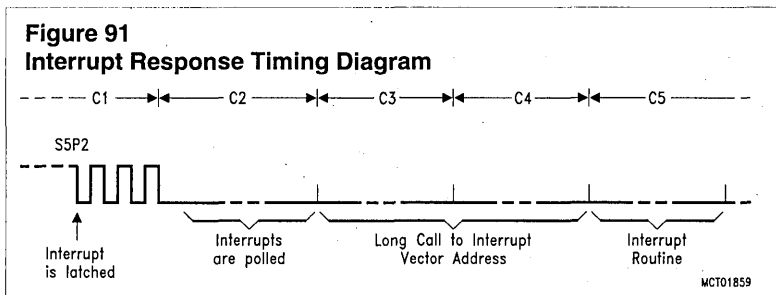 Figure 91
Interrupt Response Timing Diagram
C1 C2 C3 C4 C5
S5P2
Interrupt
is latched
Interrupts
are polled
Long Call to Interrupt
Vector Address
Interrupt
Routine
MCT01859